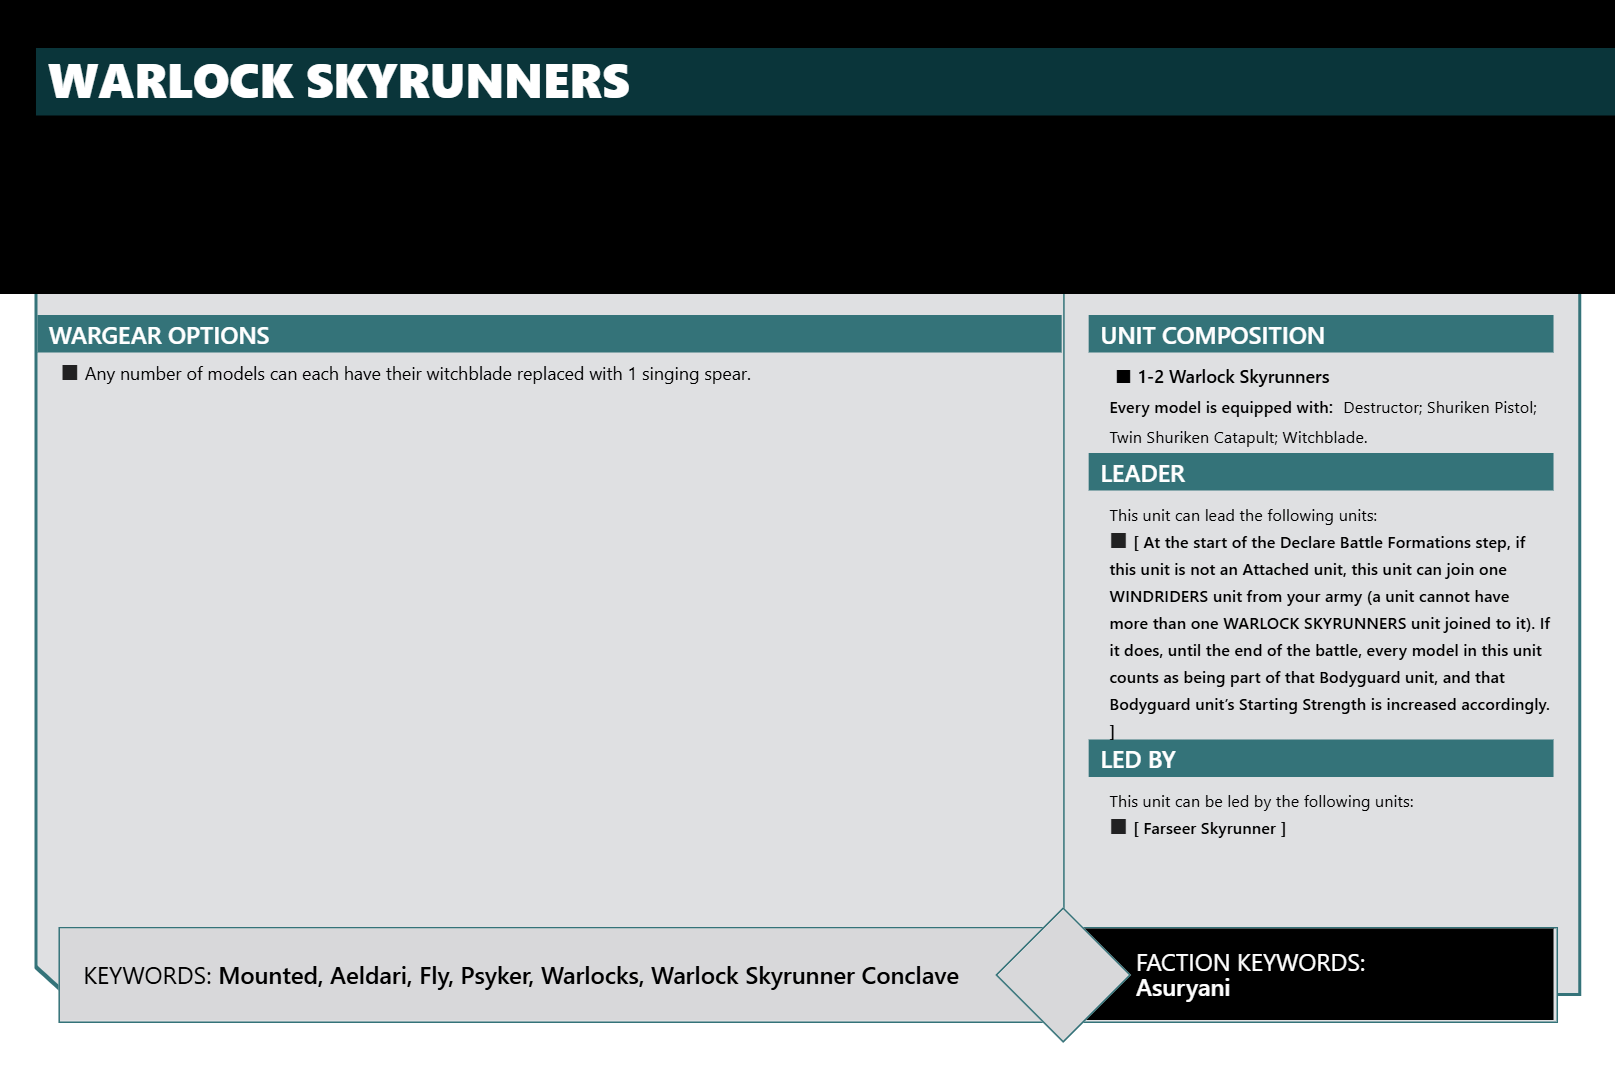 WARLOCK SKYRUNNERS
WARGEAR OPTIONS
■ Any number of models can each have their witchblade replaced with 1 singing spear.
UNIT COMPOSITION
■ 1-2 Warlock Skyrunners
Every model is equipped with: Destructor; Shuriken Pistol;
Twin Shuriken Catapult; Witchblade.
LEADER
This unit can lead the following units:
■ [ At the start of the Declare Battle Formations step, if
this unit is not an Attached unit, this unit can join one
WINDRIDERS unit from your army (a unit cannot have
more than one WARLOCK SKYRUNNERS unit joined to it). If
it does, until the end of the battle, every model in this unit
counts as being part of that Bodyguard unit, and that
Bodyguard unit’s Starting Strength is increased accordingly.
]
LED BY
This unit can be led by the following units:
■ [ Farseer Skyrunner ]
KEYWORDS: Mounted, Aeldari, Fly, Psyker, Warlocks, Warlock Skyrunner Conclave
FACTION KEYWORDS:
Asuryani